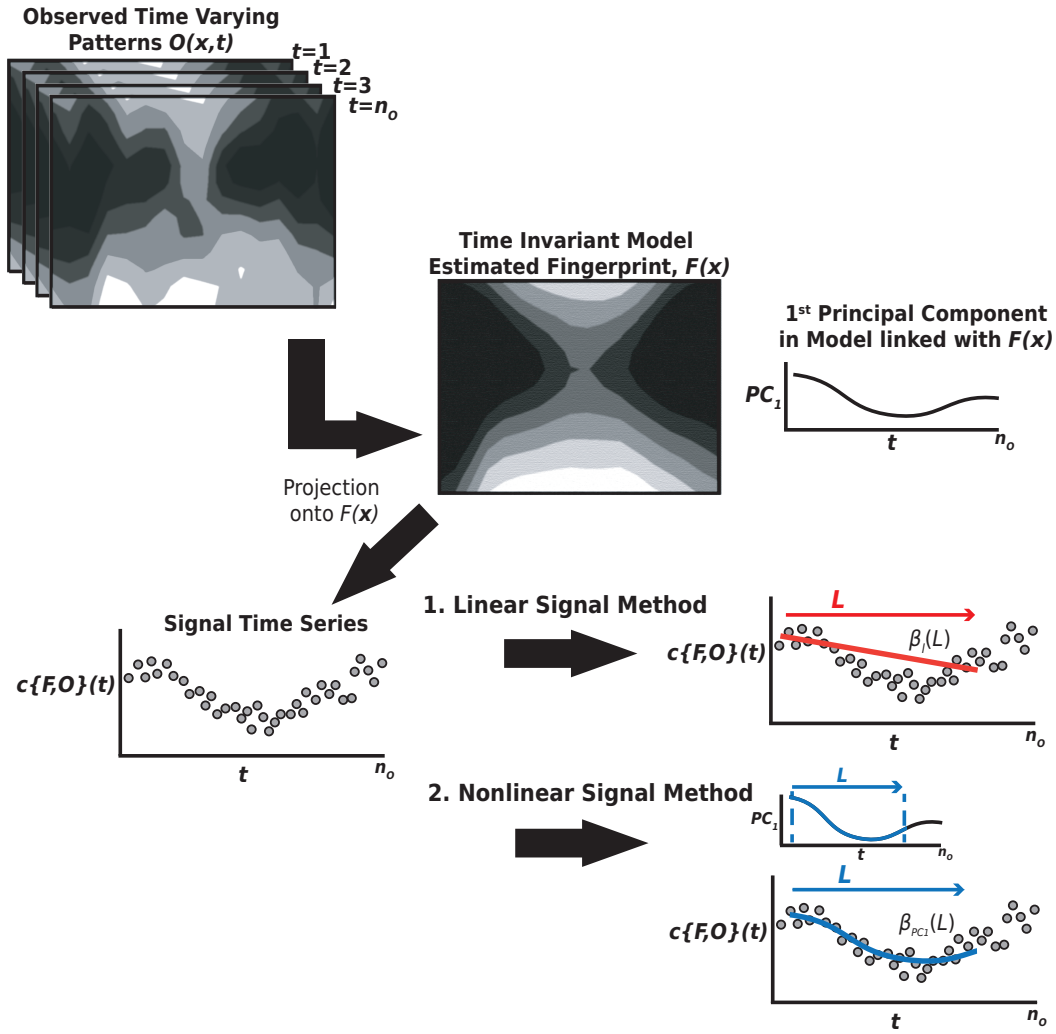 Observed Time Varying
Patterns O(x,t)
t=1
t=2
t=3
t=nₒ
Time Invariant Model
Estimated Fingerprint, F(x)
1ˢᵗ Principal Component
in Model linked with F(x)
PC₁
t
nₒ
Projection
onto F(x)
Signal Time Series
c{F,O}(t)
t
nₒ
1. Linear Signal Method
L
βₗ(L)
c{F,O}(t)
t
nₒ
2. Nonlinear Signal Method
L
PC₁
t
nₒ
L
β_PC1(L)
c{F,O}(t)
t
nₒ